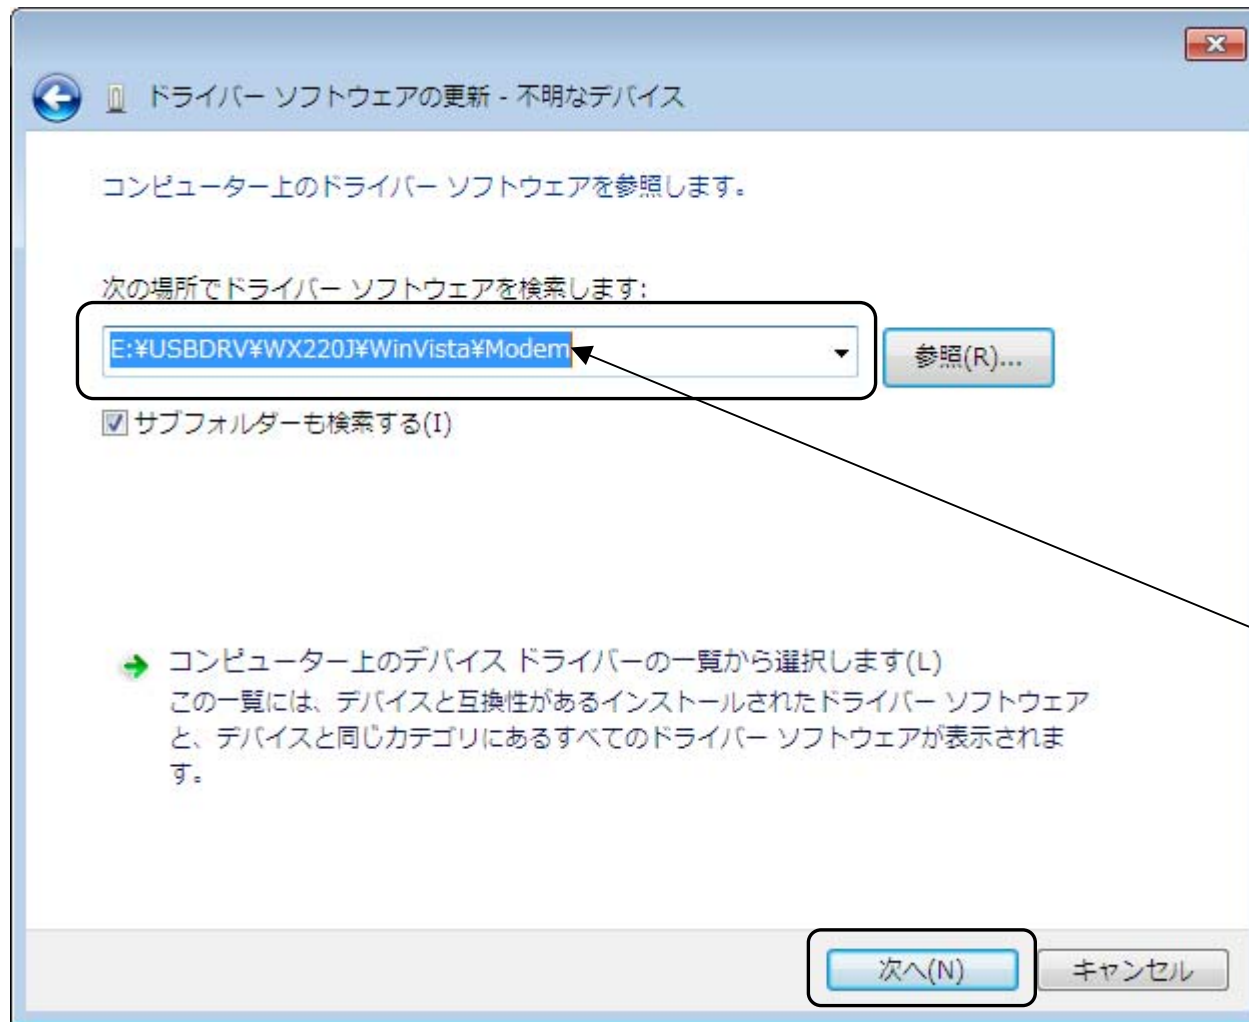 ドライバー ソフトウェアの更新 - 不明なデバイス
コンピューター上のドライバー ソフトウェアを参照します。
次の場所でドライバー ソフトウェアを検索します:
E:¥USBDRV¥WX220J¥WinVista¥Modem
参照(R)...
サブフォルダーも検索する(I)
コンピューター上のデバイス ドライバーの一覧から選択します(L)
この一覧には、デバイスと互換性があるインストールされたドライバー ソフトウェア
と、デバイスと同じカテゴリにあるすべてのドライバー ソフトウェアが表示されま
す。
次へ(N)
キャンセル